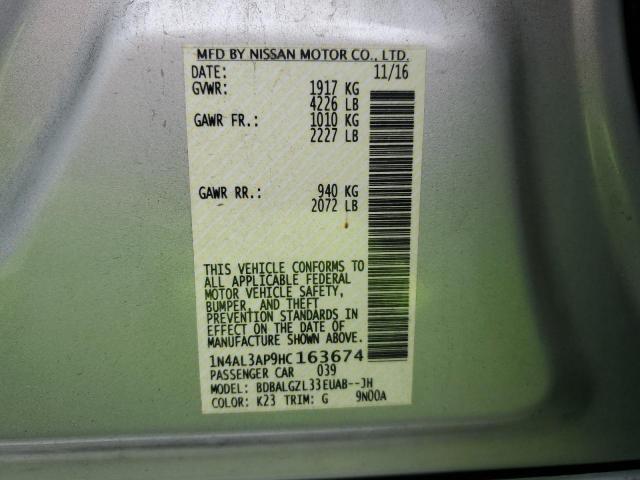 MFD BY NISSAN MOTOR CO., LTD.
DATE: 11/16
GVWR: 1917 KG
4226 LB
GAWR FR.: 1010 KG
2227 LB
GAWR RR.: 940 KG
2072 LB
THIS VEHICLE CONFORMS TO
ALL APPLICABLE FEDERAL
MOTOR VEHICLE SAFETY,
BUMPER, AND THEFT
PREVENTION STANDARDS IN
EFFECT ON THE DATE OF
MANUFACTURE SHOWN ABOVE.
1N4AL3AP9HC163674
PASSENGER CAR 039
MODEL: BDBALGZL33EUAB--JH
COLOR: K23 TRIM: G 9N00A